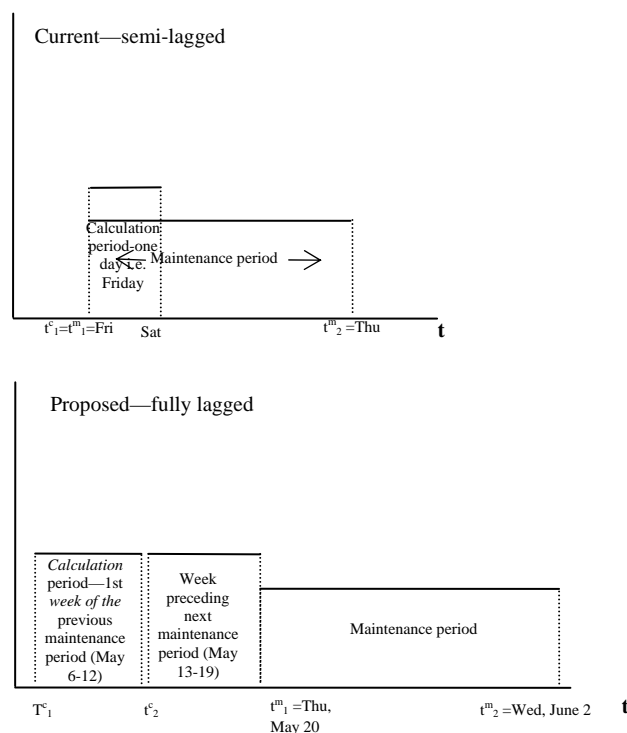 Current—semi-lagged
Calculation
period-one
day i.e.
Friday
Maintenance period
t^c_1=t^m_1=Fri
Sat
t^m_2 =Thu
t
Proposed—fully lagged
Calculation
period—1st
week of the
previous
maintenance
period (May
6-12)
Week
preceding
next
maintenance
period (May
13-19)
Maintenance period
T^c_1
t^c_2
t^m_1 =Thu,
May 20
t^m_2 =Wed, June 2
t